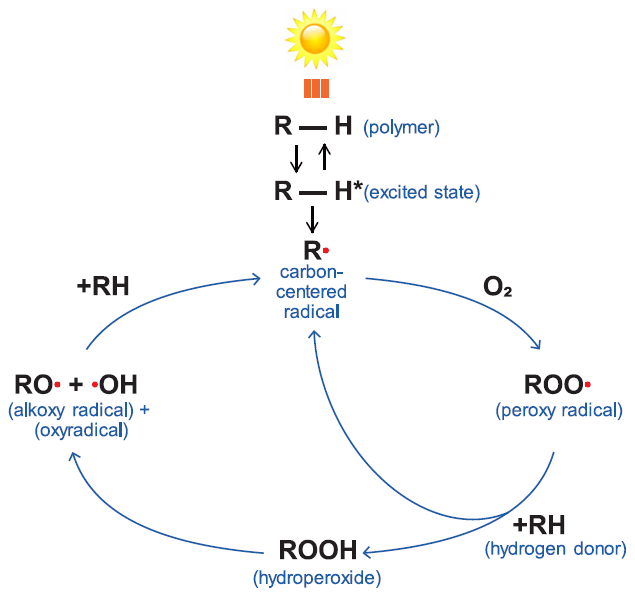 R — H (polymer)
R — H* (excited state)
R•
carbon-
centered
radical
+RH
O₂
RO• + •OH
(alkoxy radical) +
(oxyradical)
ROO•
(peroxy radical)
+RH
(hydrogen donor)
ROOH
(hydroperoxide)